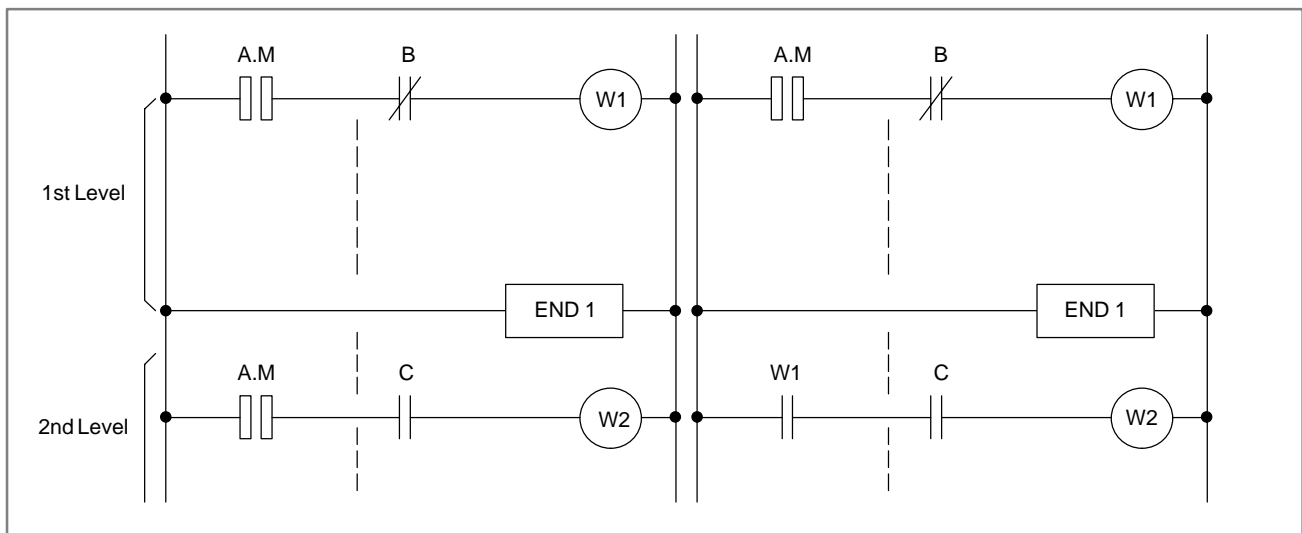 A.M B A.M B
W1 W1
1st Level
END 1 END 1
A.M C W1 C
2nd Level W2 W2